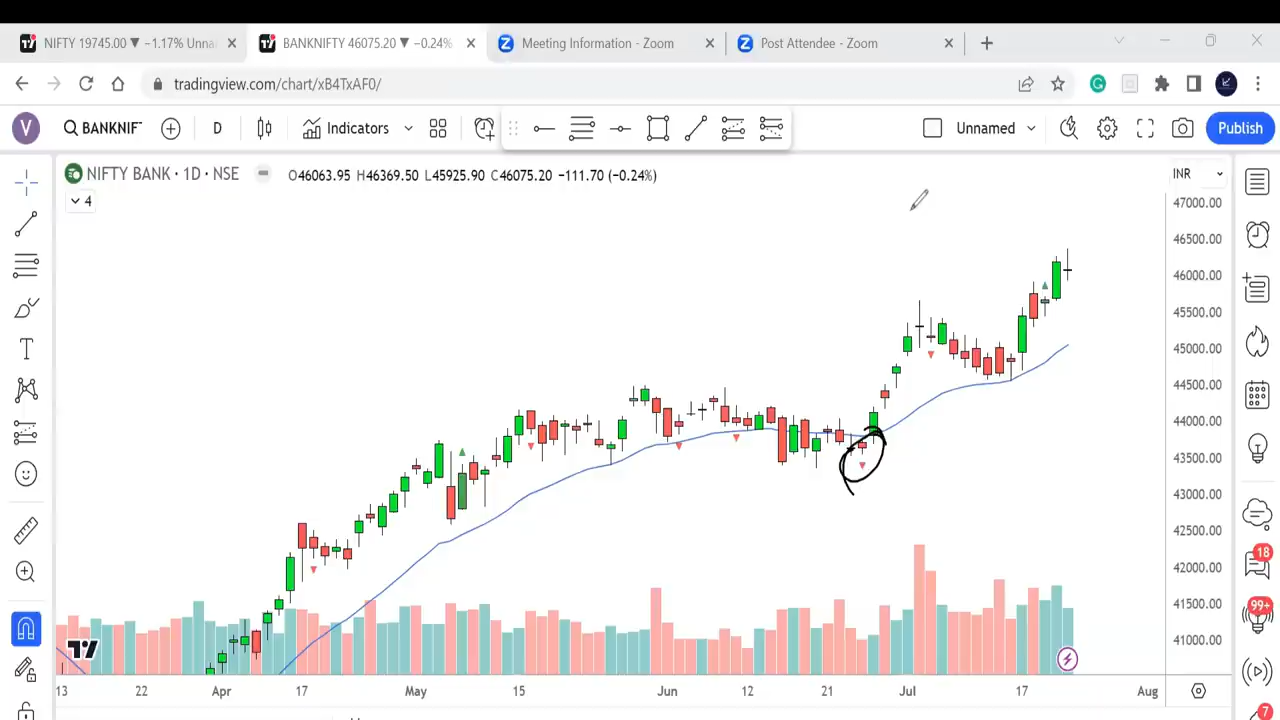 NIFTY 19745.00 ▼ −1.17% Unna
BANKNIFTY 46075.20 ▼ −0.24%
Meeting Information - Zoom
Post Attendee - Zoom
tradingview.com/chart/xB4TxAF0/
V
BANKNIF
D
Indicators
Unnamed
Publish
NIFTY BANK · 1D · NSE
O46063.95 H46369.50 L45925.90 C46075.20 −111.70 (−0.24%)
INR
4
47000.00
46500.00
46000.00
45500.00
45000.00
44500.00
44000.00
43500.00
43000.00
42500.00
42000.00
41500.00
41000.00
18
99+
7
13 22 Apr 17 May 15 Jun 12 21 Jul 17 Aug